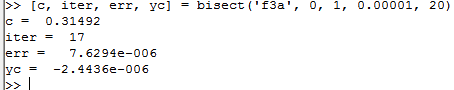 >> [c, iter, err, yc] = bisect('f3a', 0, 1, 0.00001, 20)
c = 0.31492
iter = 17
err = 7.6294e-006
yc = -2.4436e-006
>>